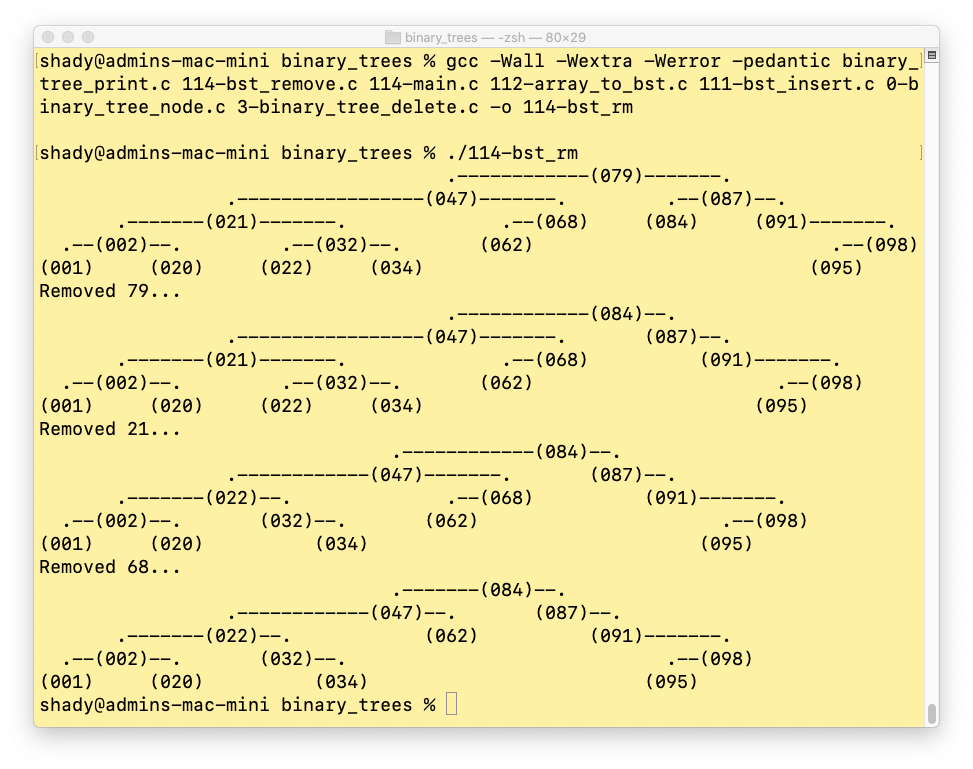 binary_trees — -zsh — 80×29
shady@admins-mac-mini binary_trees % gcc -Wall -Wextra -Werror -pedantic binary_
tree_print.c 114-bst_remove.c 114-main.c 112-array_to_bst.c 111-bst_insert.c 0-b
inary_tree_node.c 3-binary_tree_delete.c -o 114-bst_rm
shady@admins-mac-mini binary_trees % ./114-bst_rm
                                     .------------(079)-------.
                 .-----------------(047)-------.         .--(087)--.
       .-------(021)-------.              .--(068)     (084)     (091)-------.
  .--(002)--.         .--(032)--.       (062)                           .--(098)
(001)     (020)     (022)     (034)                                   (095)
Removed 79...
                                     .------------(084)--.
                 .-----------------(047)-------.       (087)--.
       .-------(021)-------.              .--(068)          (091)-------.
  .--(002)--.         .--(032)--.       (062)                      .--(098)
(001)     (020)     (022)     (034)                              (095)
Removed 21...
                                .------------(084)--.
                 .------------(047)-------.       (087)--.
       .-------(022)--.              .--(068)          (091)-------.
  .--(002)--.       (032)--.       (062)                      .--(098)
(001)     (020)          (034)                              (095)
Removed 68...
                                .-------(084)--.
                 .------------(047)--.       (087)--.
       .-------(022)--.            (062)          (091)-------.
  .--(002)--.       (032)--.                             .--(098)
(001)     (020)          (034)                         (095)
shady@admins-mac-mini binary_trees %